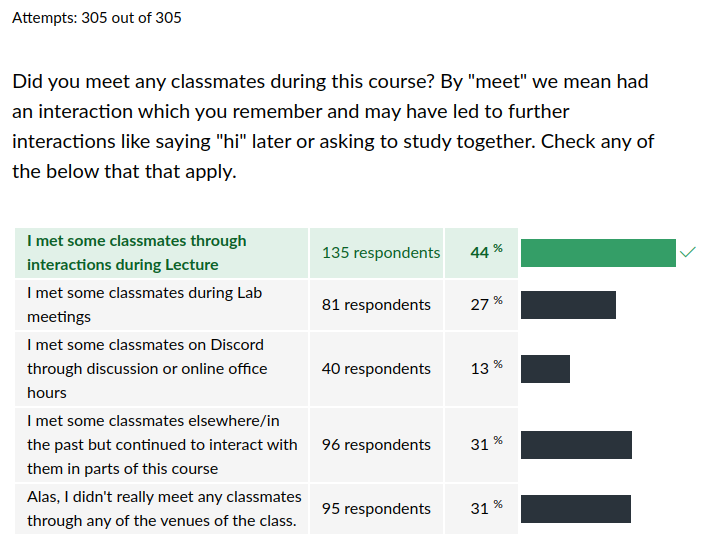 Attempts: 305 out of 305
Did you meet any classmates during this course? By "meet" we mean had
an interaction which you remember and may have led to further
interactions like saying "hi" later or asking to study together. Check any of
the below that that apply.
I met some classmates through
interactions during Lecture
135 respondents
44 %
I met some classmates during Lab
meetings
81 respondents
27 %
I met some classmates on Discord
through discussion or online office
hours
40 respondents
13 %
I met some classmates elsewhere/in
the past but continued to interact with
them in parts of this course
96 respondents
31 %
Alas, I didn't really meet any classmates
through any of the venues of the class.
95 respondents
31 %